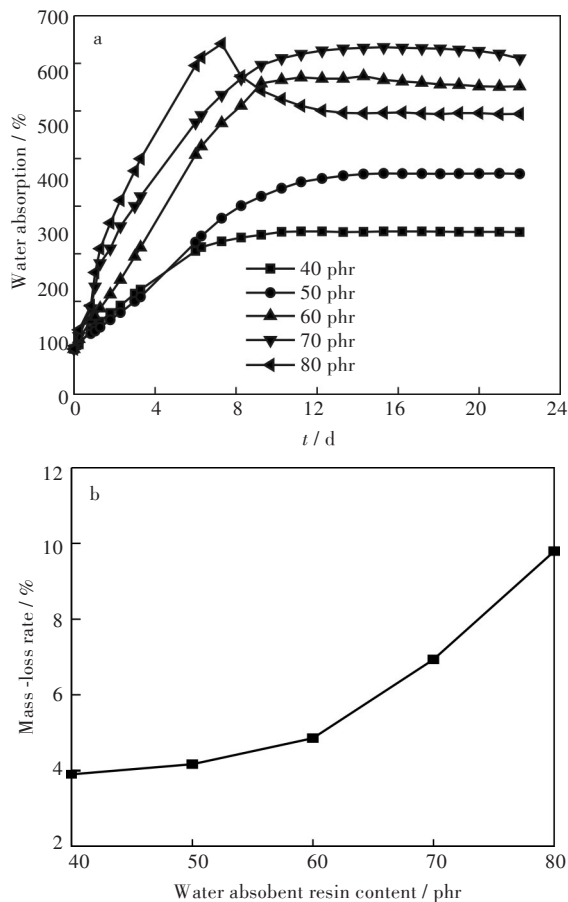 a
Water absorption / %
700
600
500
400
300
200
100
0
40 phr
50 phr
60 phr
70 phr
80 phr
0 4 8 12 16 20 24
t / d
b
Mass -loss rate / %
12
10
8
6
4
2
40 50 60 70 80
Water absobent resin content / phr